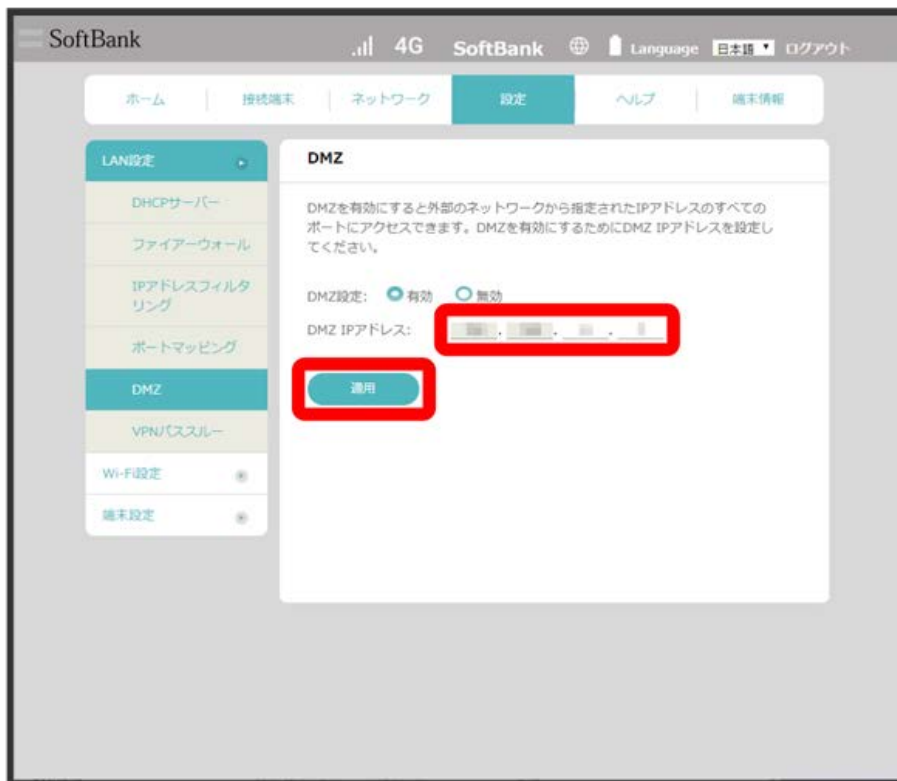 SoftBank
4G SoftBank Language 日本語 ログアウト
ホーム 接続端末 ネットワーク 設定 ヘルプ 端末情報
LAN設定
DHCPサーバー
ファイアーウォール
IPアドレスフィルタ
リング
ポートマッピング
DMZ
VPNパススルー
Wi-Fi設定
端末設定
DMZ
DMZを有効にすると外部のネットワークから指定されたIPアドレスのすべての
ポートにアクセスできます。DMZを有効にするためにDMZ IPアドレスを設定し
てください。
DMZ設定: 有効 無効
DMZ IPアドレス:
適用